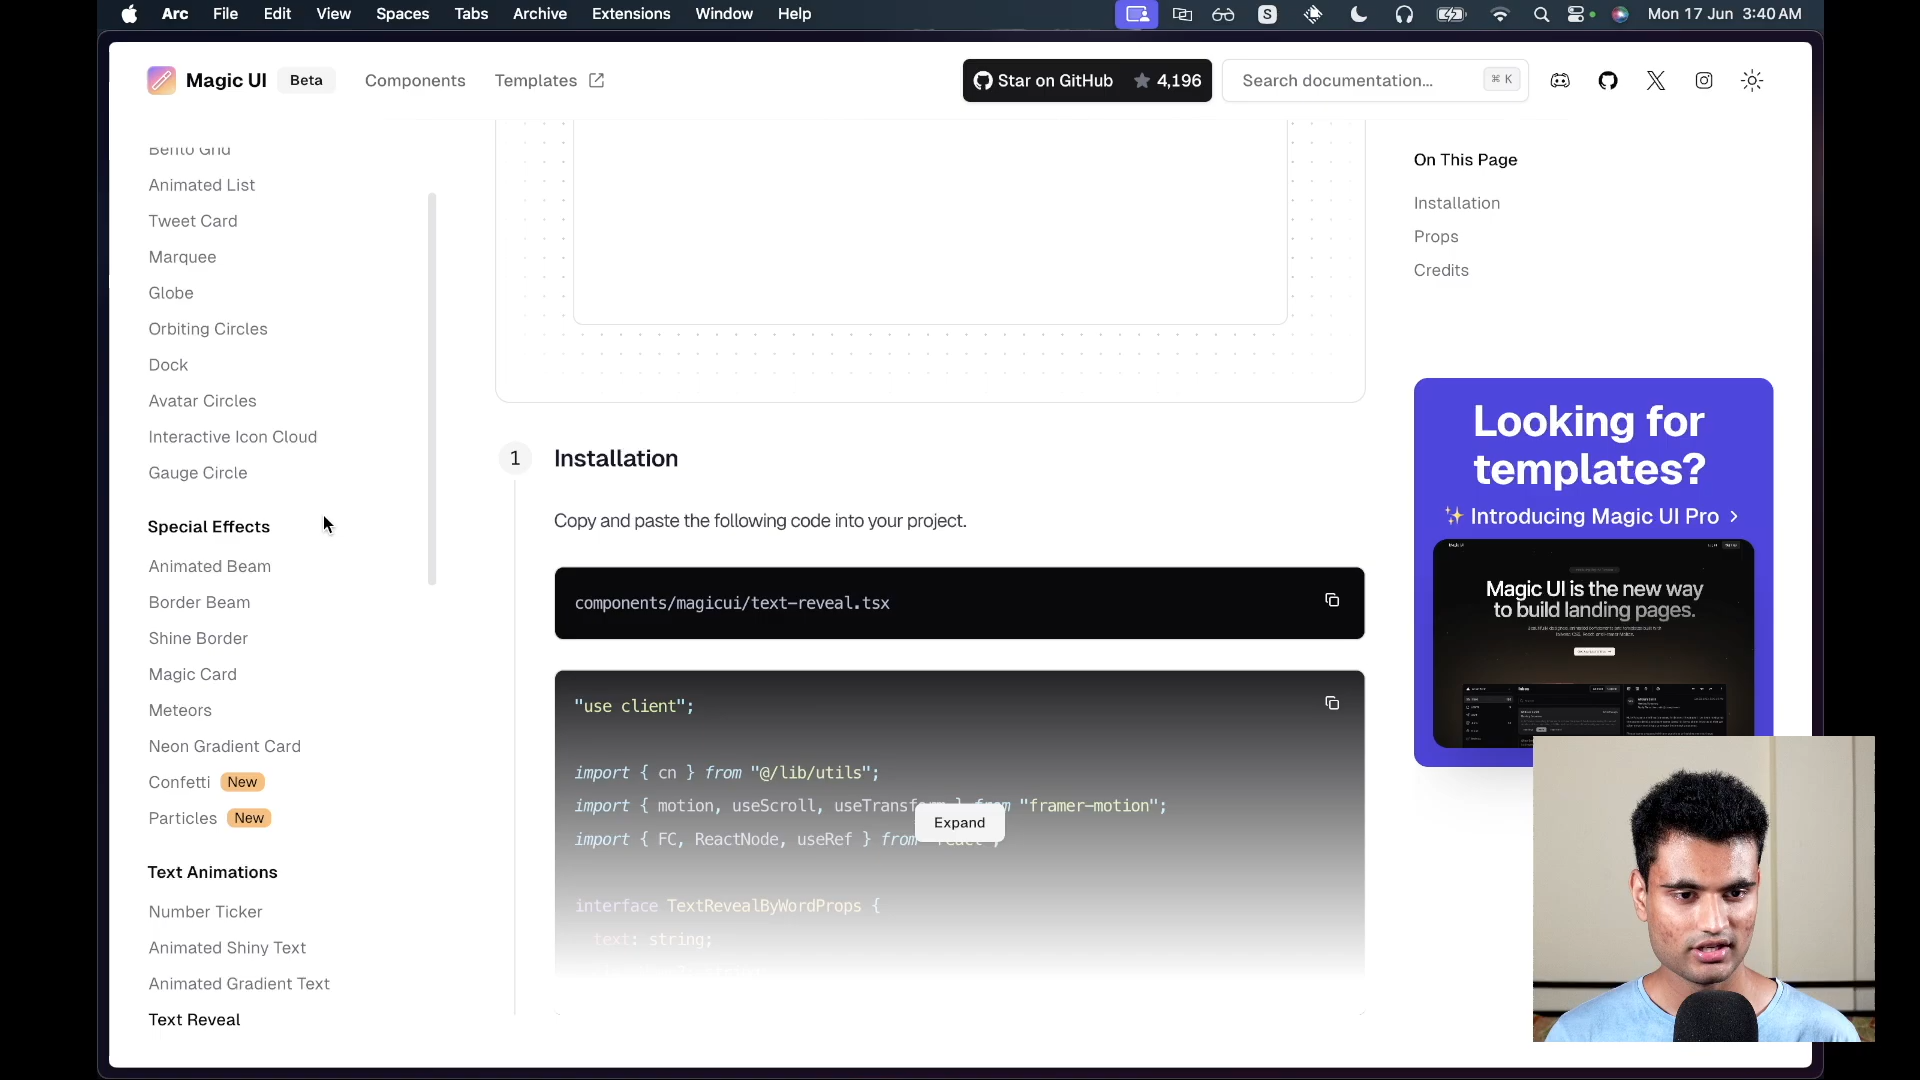 Arc File Edit View Spaces Tabs Archive Extensions Window Help
S
Mon 17 Jun 3:40 AM
Magic UI Beta Components Templates
Star on GitHub 4,196
Search documentation... ⌘ K
Bento Grid
Animated List
Tweet Card
Marquee
Globe
Orbiting Circles
Dock
Avatar Circles
Interactive Icon Cloud
Gauge Circle
Special Effects
Animated Beam
Border Beam
Shine Border
Magic Card
Meteors
Neon Gradient Card
Confetti New
Particles New
Text Animations
Number Ticker
Animated Shiny Text
Animated Gradient Text
Text Reveal
1 Installation
Copy and paste the following code into your project.
components/magicui/text-reveal.tsx
"use client";
import { cn } from "@/lib/utils";
import { motion, useScroll, useTransform } from "framer-motion";
import { FC, ReactNode, useRef } from "react";
Expand
interface TextRevealByWordProps {
text: string;
On This Page
Installation
Props
Credits
Looking for
templates?
✨ Introducing Magic UI Pro >
Magic UI is the new way
to build landing pages.